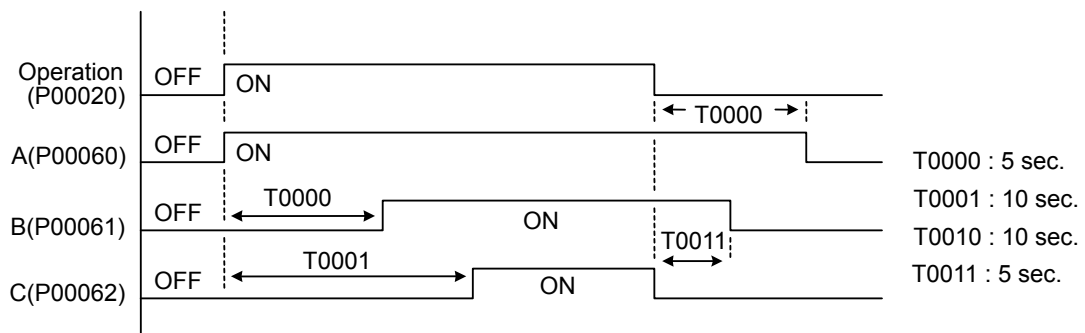 Operation
(P00020)
OFF
ON
T0000
A(P00060)
OFF
ON
T0000 : 5 sec.
T0000
T0001 : 10 sec.
B(P00061)
OFF
ON
T0011
T0010 : 10 sec.
T0001
T0011 : 5 sec.
C(P00062)
OFF
ON